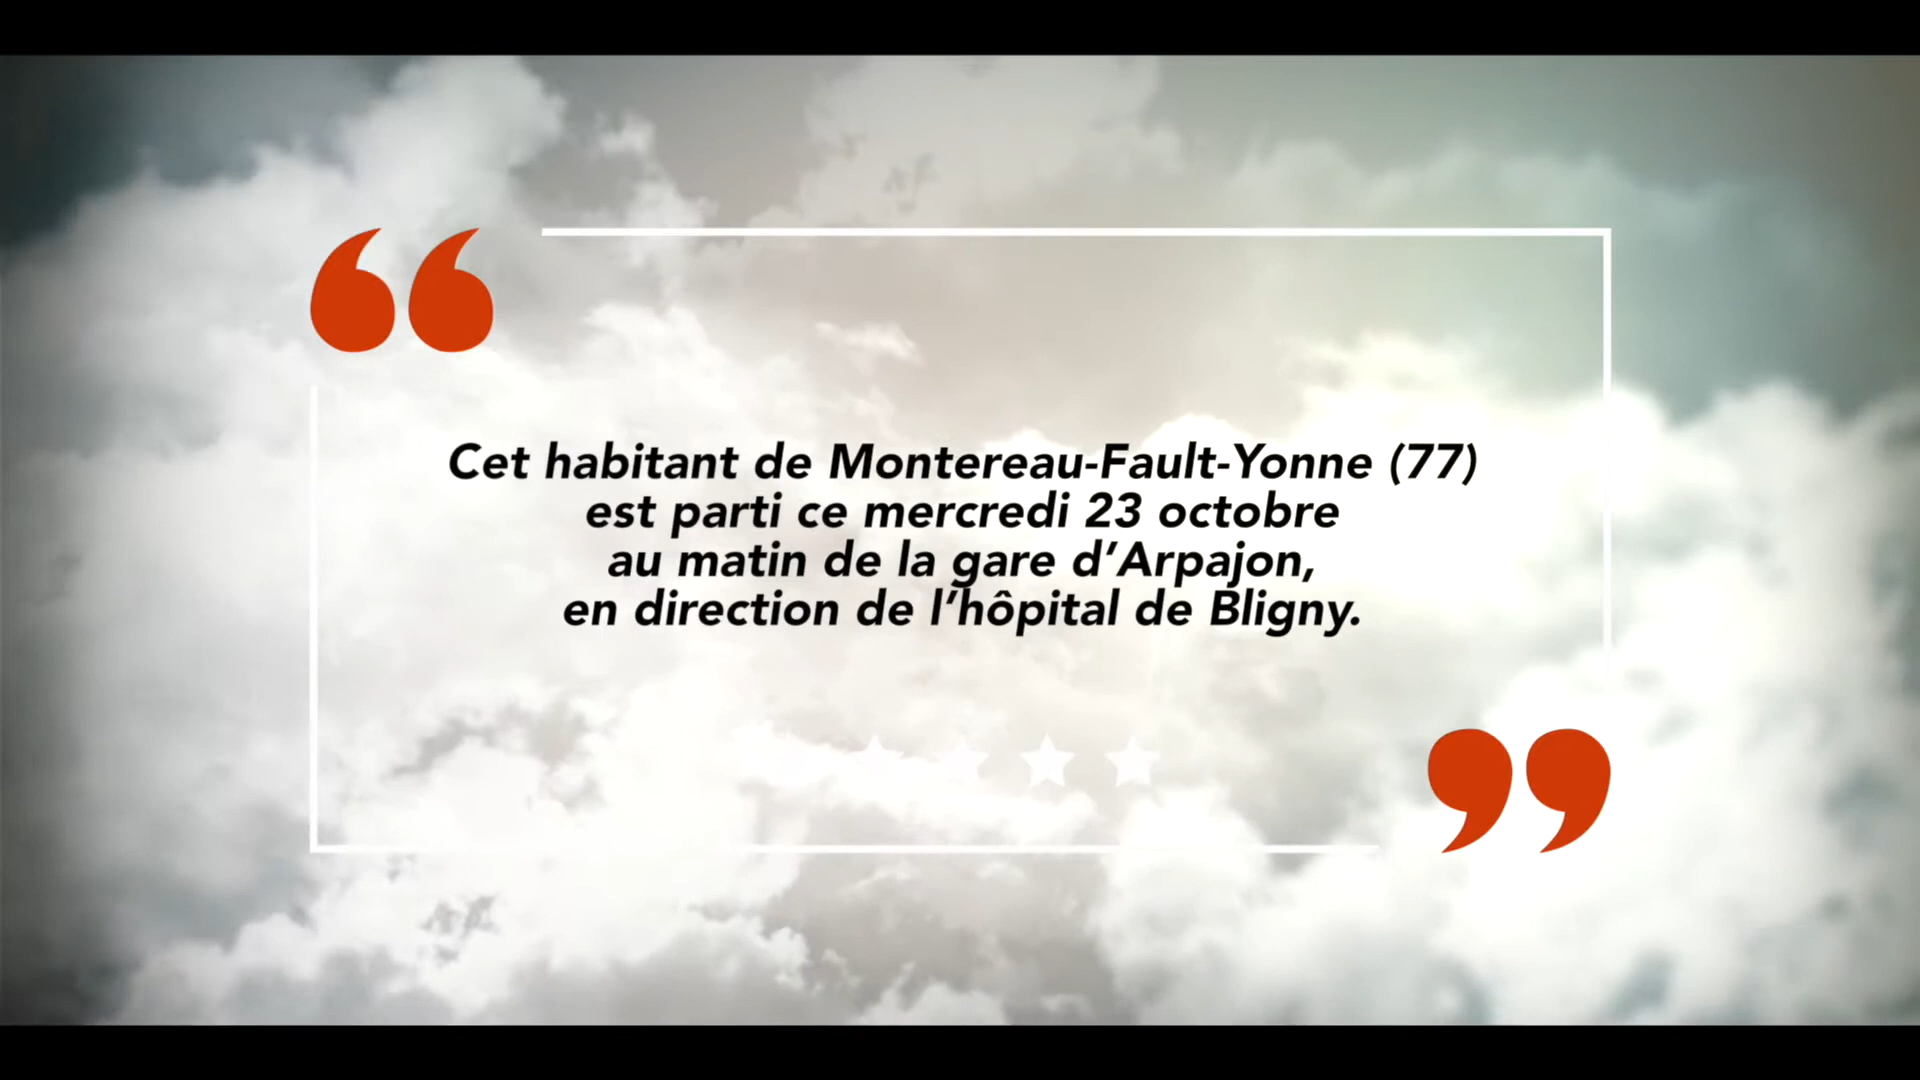 Cet habitant de Montereau-Fault-Yonne (77)
est parti ce mercredi 23 octobre
au matin de la gare d’Arpajon,
en direction de l’hôpital de Bligny.